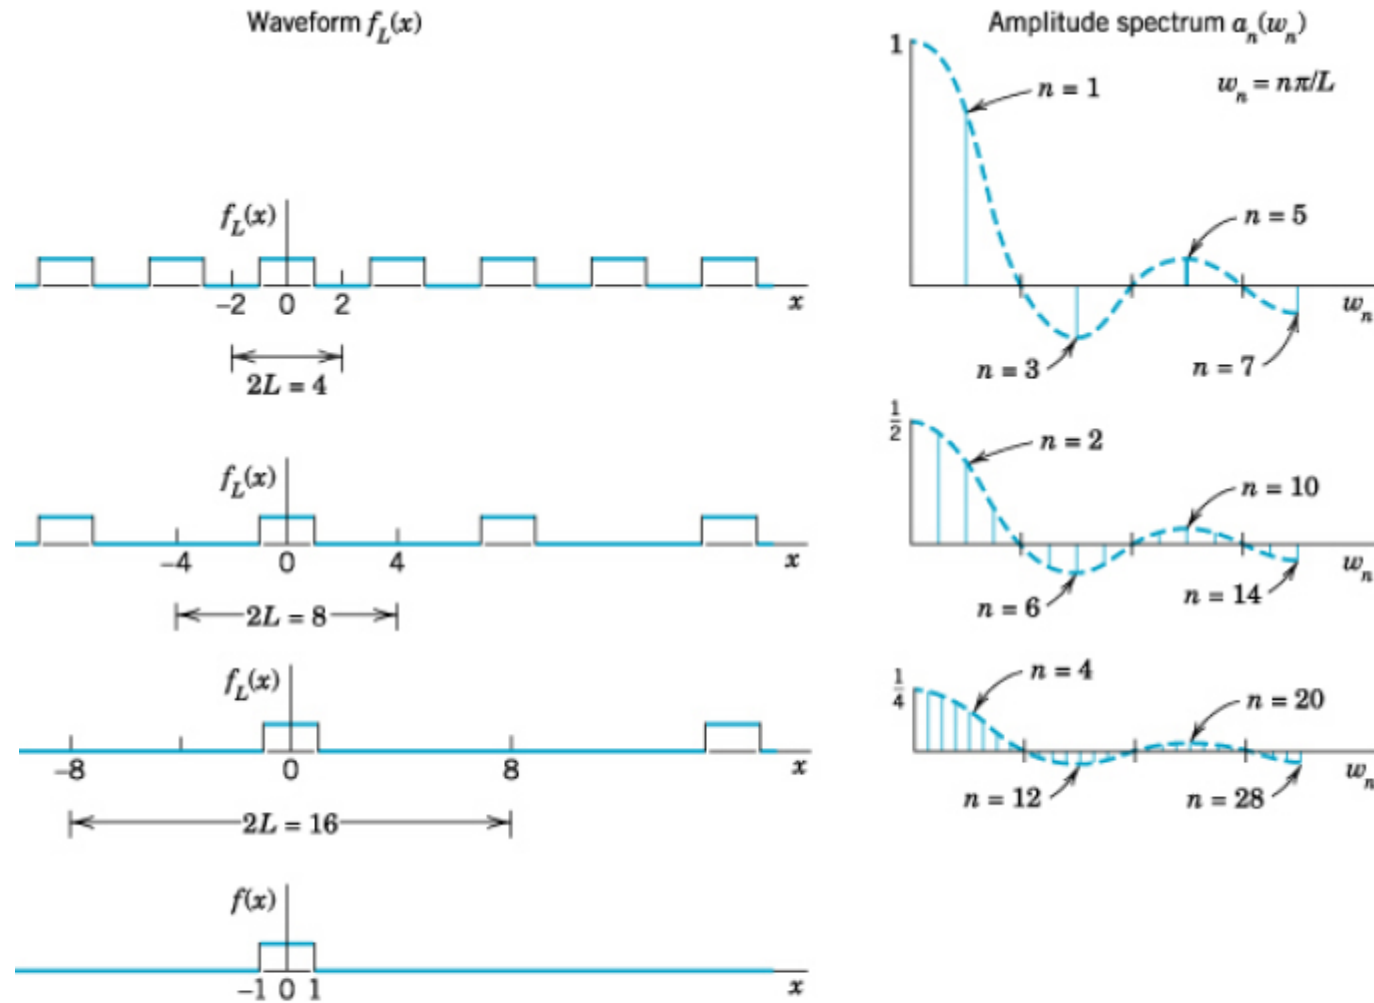 Waveform f_L(x)
Amplitude spectrum a_n(w_n)
1
n = 1
w_n = nπ/L
f_L(x)
n = 5
−2 0 2 x
w_n
n = 3
n = 7
2L = 4
1/2
n = 2
f_L(x)
n = 10
−4 0 4 x
w_n
n = 6
n = 14
2L = 8
1/4
n = 4
f_L(x)
n = 20
−8 0 8 x
w_n
n = 12
n = 28
2L = 16
f(x)
−1 0 1 x